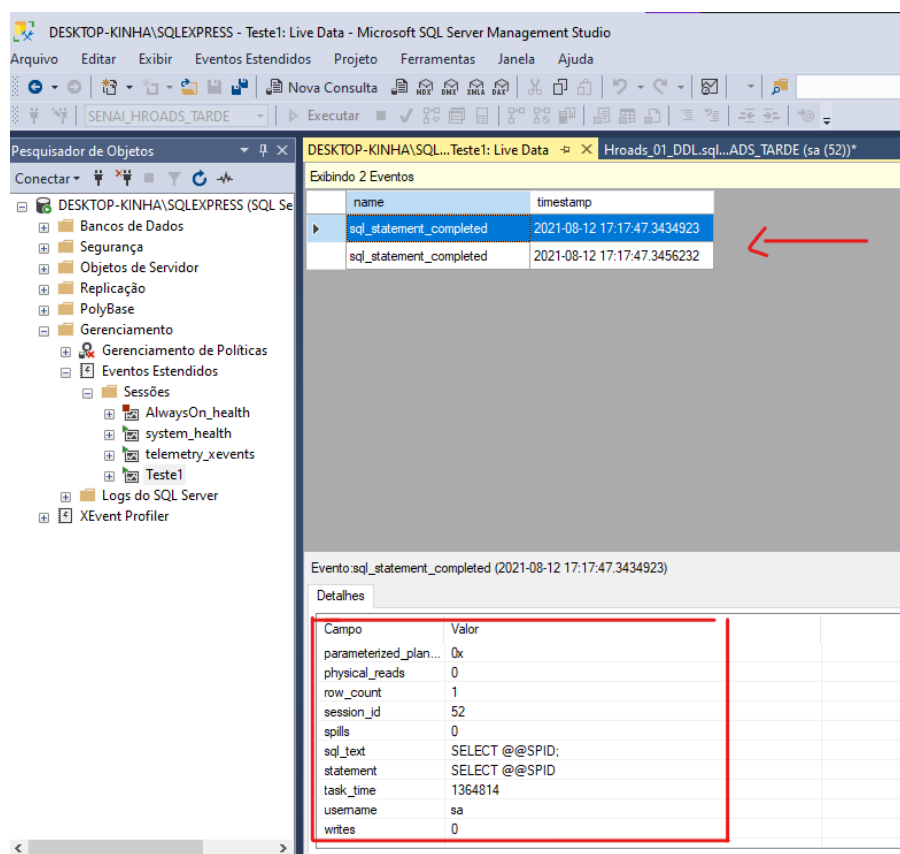 DESKTOP-KINHA\SQLEXPRESS - Teste1: Live Data - Microsoft SQL Server Management Studio
Arquivo Editar Exibir Eventos Estendidos Projeto Ferramentas Janela Ajuda
Nova Consulta MDX DMX XMLA DAX
SENAI_HROADS_TARDE Executar
Pesquisador de Objetos
DESKTOP-KINHA\SQL...Teste1: Live Data Hroads_01_DDL.sql...ADS_TARDE (sa (52))*
Conectar
Exibindo 2 Eventos
name timestamp
sql_statement_completed 2021-08-12 17:17:47.3434923
sql_statement_completed 2021-08-12 17:17:47.3456232
DESKTOP-KINHA\SQLEXPRESS (SQL Se
Bancos de Dados
Segurança
Objetos de Servidor
Replicação
PolyBase
Gerenciamento
Gerenciamento de Políticas
Eventos Estendidos
Sessões
AlwaysOn_health
system_health
telemetry_xevents
Teste1
Logs do SQL Server
XEvent Profiler
Evento:sql_statement_completed (2021-08-12 17:17:47.3434923)
Detalhes
Campo Valor
parameterized_plan... 0x
physical_reads 0
row_count 1
session_id 52
spills 0
sql_text SELECT @@SPID;
statement SELECT @@SPID
task_time 1364814
username sa
writes 0